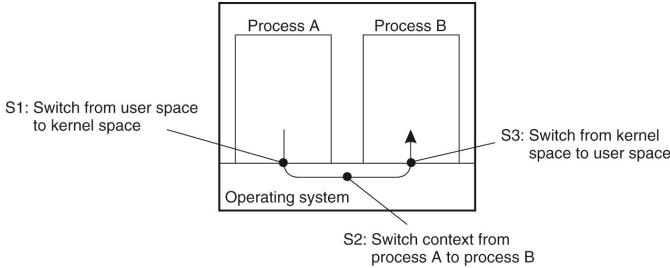 Process A
Process B
S1: Switch from user space
to kernel space
S3: Switch from kernel
space to user space
Operating system
S2: Switch context from
process A to process B